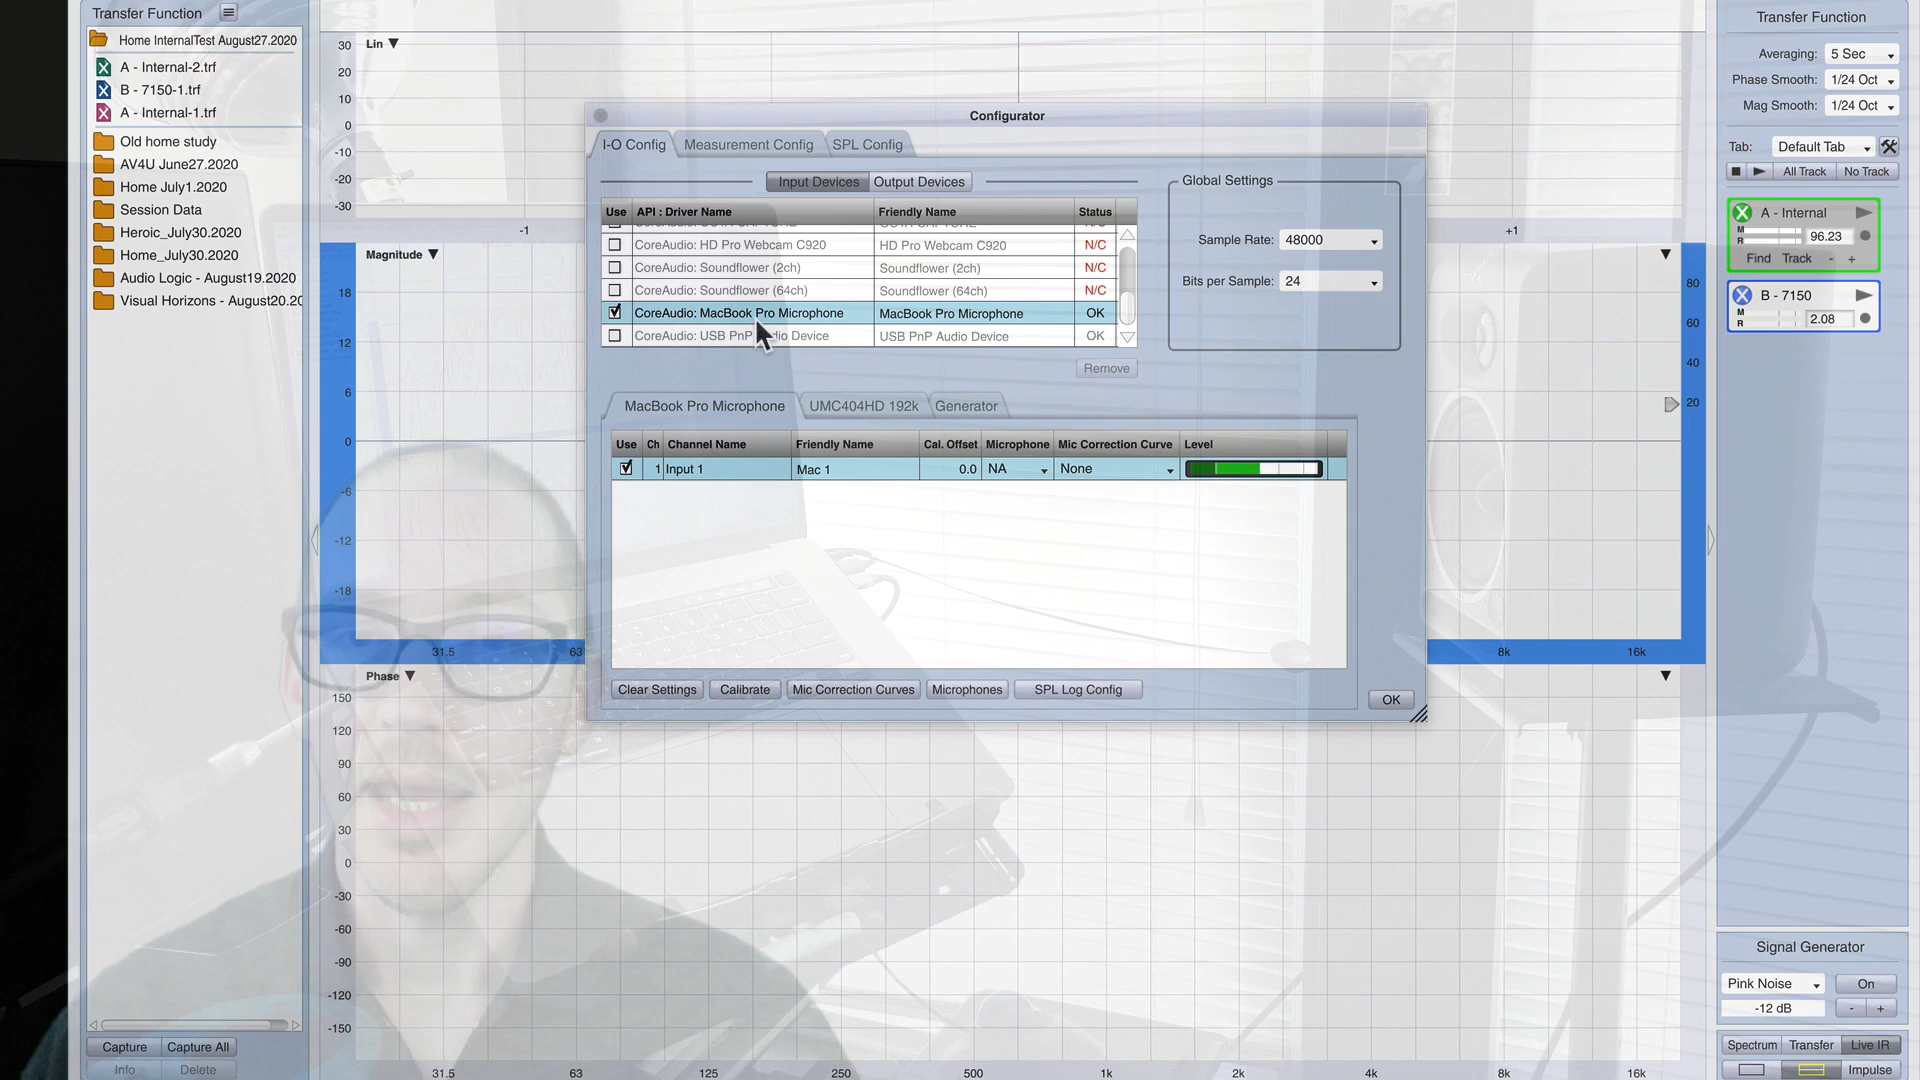 Transfer Function
Home InternalTest August27.2020
A - Internal-2.trf
B - 7150-1.trf
A - Internal-1.trf
Old home study
AV4U June27.2020
Home July1.2020
Session Data
Heroic_July30.2020
Home_July30.2020
Audio Logic - August19.2020
Visual Horizons - August20.20
Capture
Capture All
Info
Delete
Lin
30
20
10
0
-10
-20
-30
-1
+1
Magnitude
18
12
6
0
-6
-12
-18
80
60
40
20
31.5
63
8k
16k
Phase
150
120
90
60
30
0
-30
-60
-90
-120
-150
31.5
63
125
250
500
1k
2k
4k
8k
16k
Configurator
I-O Config
Measurement Config
SPL Config
Input Devices
Output Devices
Use
API : Driver Name
Friendly Name
Status
CoreAudio: HD Pro Webcam C920
HD Pro Webcam C920
N/C
CoreAudio: Soundflower (2ch)
Soundflower (2ch)
N/C
CoreAudio: Soundflower (64ch)
Soundflower (64ch)
N/C
CoreAudio: MacBook Pro Microphone
MacBook Pro Microphone
OK
CoreAudio: USB PnP Audio Device
USB PnP Audio Device
OK
Remove
Global Settings
Sample Rate: 48000
Bits per Sample: 24
MacBook Pro Microphone
UMC404HD 192k
Generator
Use
Ch
Channel Name
Friendly Name
Cal. Offset
Microphone
Mic Correction Curve
Level
1
Input 1
Mac 1
0.0
NA
None
Clear Settings
Calibrate
Mic Correction Curves
Microphones
SPL Log Config
OK
Transfer Function
Averaging: 5 Sec
Phase Smooth: 1/24 Oct
Mag Smooth: 1/24 Oct
Tab: Default Tab
All Track
No Track
A - Internal
M
R
96.23
Find Track - +
B - 7150
M
R
2.08
Signal Generator
Pink Noise
On
-12 dB
- +
Spectrum
Transfer
Live IR
Impulse